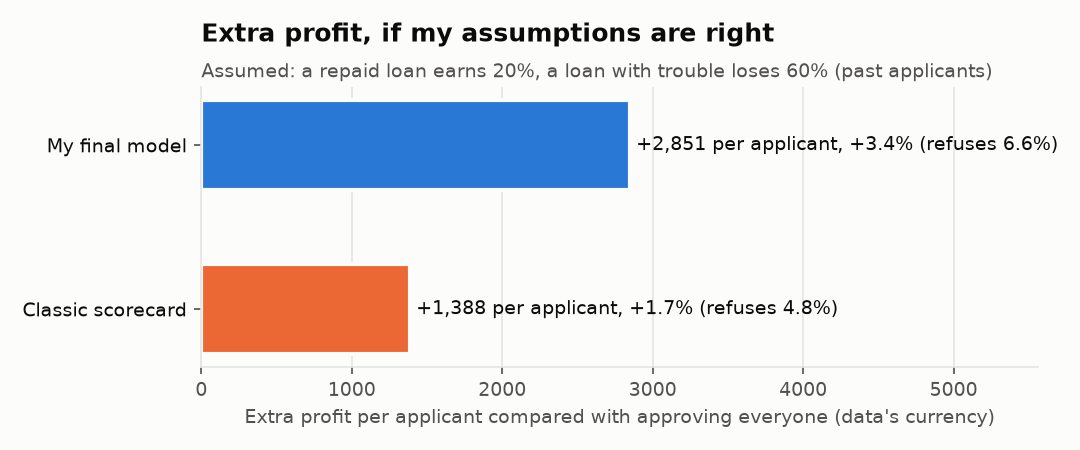 Extra profit, if my assumptions are right
Assumed: a repaid loan earns 20%, a loan with trouble loses 60% (past applicants)
My final model
+2,851 per applicant, +3.4% (refuses 6.6%)
Classic scorecard
+1,388 per applicant, +1.7% (refuses 4.8%)
0 1000 2000 3000 4000 5000
Extra profit per applicant compared with approving everyone (data's currency)